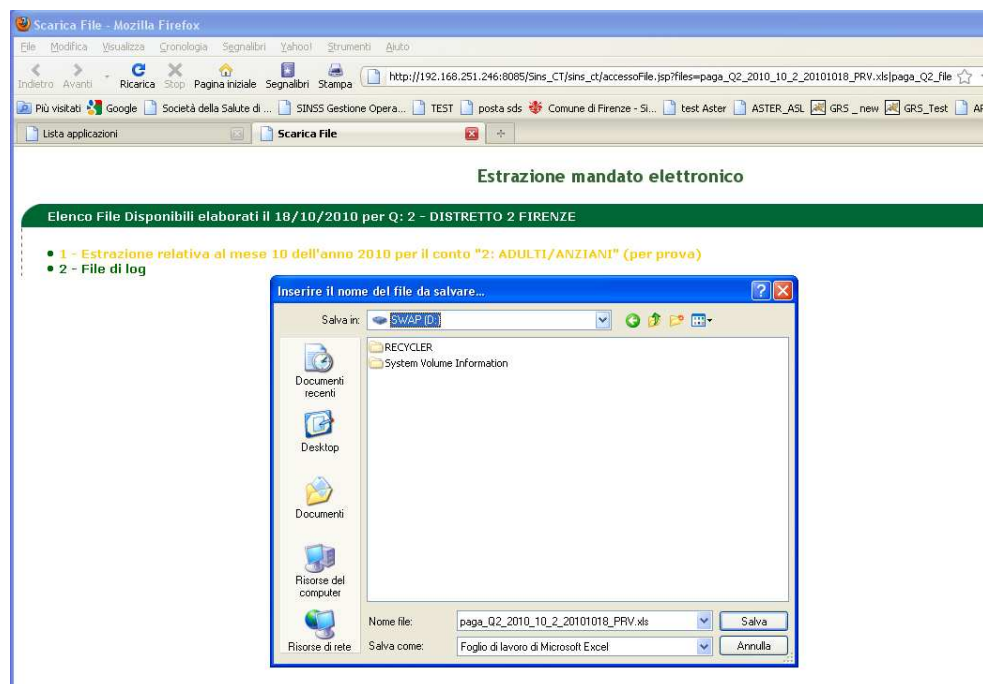 Scarica File - Mozilla Firefox
File Modifica Visualizza Cronologia Segnalibri Yahoo! Strumenti Aiuto
Indietro Avanti Ricarica Stop Pagina iniziale Segnalibri Stampa http://192.168.251.246:8085/Sins_CT/sins_ct/accessoFile.jsp?files=paga_Q2_2010_10_2_20101018_PRV.xls|paga_Q2_file
Più visitati Google Società della Salute di ... SINSS Gestione Opera... TEST posta sds Comune di Firenze - Si... test Aster ASTER_ASL GRS _ new GRS_Test
Lista applicazioni Scarica File
Estrazione mandato elettronico
Elenco File Disponibili elaborati il 18/10/2010 per Q: 2 - DISTRETTO 2 FIRENZE
1 - Estrazione relativa al mese 10 dell'anno 2010 per il conto "2: ADULTI/ANZIANI" (per prova)
2 - File di log
Inserire il nome del file da salvare...
Salva in: SWAP (D:)
RECYCLER
System Volume Information
Documenti recenti
Desktop
Documenti
Risorse del computer
Risorse di rete
Nome file: paga_Q2_2010_10_2_20101018_PRV.xls Salva
Salva come: Foglio di lavoro di Microsoft Excel Annulla